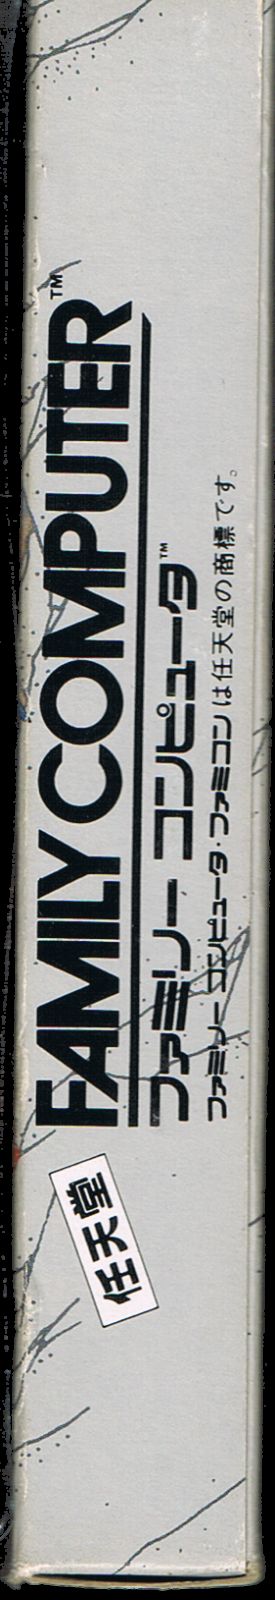 任天堂
FAMILY COMPUTER™
ファミリー コンピュータ™
ファミリー コンピュータ・ファミコンは任天堂の商標です。